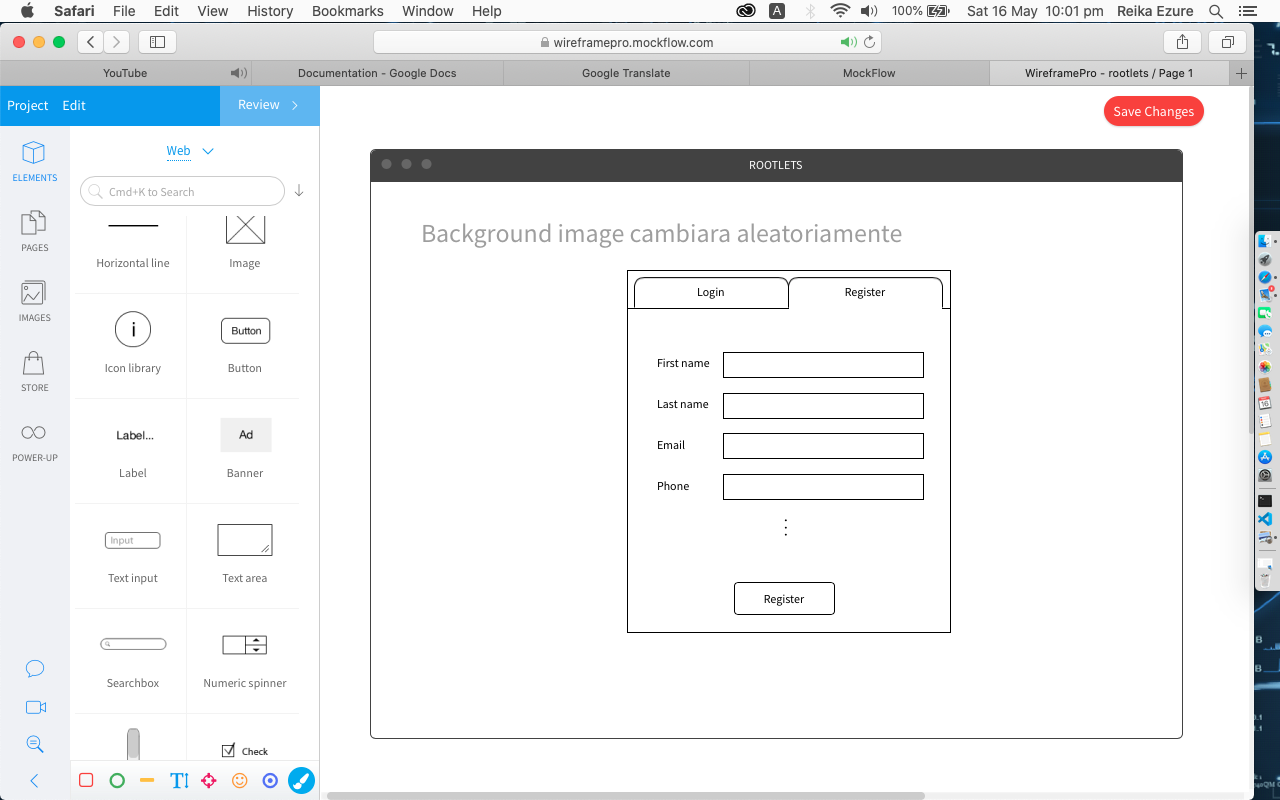 Safari File Edit View History Bookmarks Window Help A 100% Sat 16 May 10:01 pm Reika Ezure
wireframepro.mockflow.com
YouTube Documentation - Google Docs Google Translate MockFlow WireframePro - rootlets / Page 1
Project Edit Review
Save Changes
ELEMENTS
PAGES
IMAGES
STORE
POWER-UP
Web
Cmd+K to Search
Horizontal line Image
i Button
Icon library Button
Label... Ad
Label Banner
Input
Text input Text area
Searchbox Numeric spinner
Check
T
ROOTLETS
Background image cambiara aleatoriamente
Login Register
First name
Last name
Email
Phone
Register
16